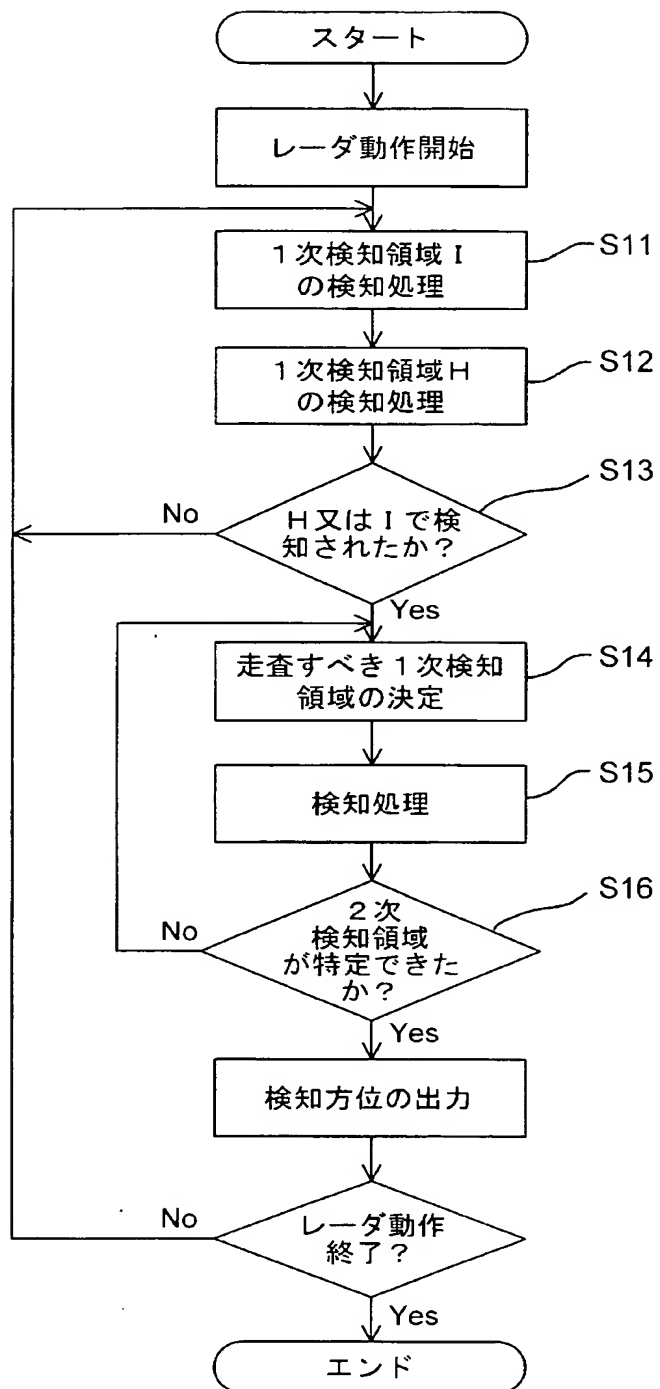 スタート
レーダ動作開始
1次検知領域I
の検知処理
S11
1次検知領域H
の検知処理
S12
S13
H又はIで検
知されたか?
No
Yes
走査すべき1次検知
領域の決定
S14
検知処理
S15
S16
2次
検知領域
が特定できた
か?
No
Yes
検知方位の出力
レーダ動作
終了?
No
Yes
エンド